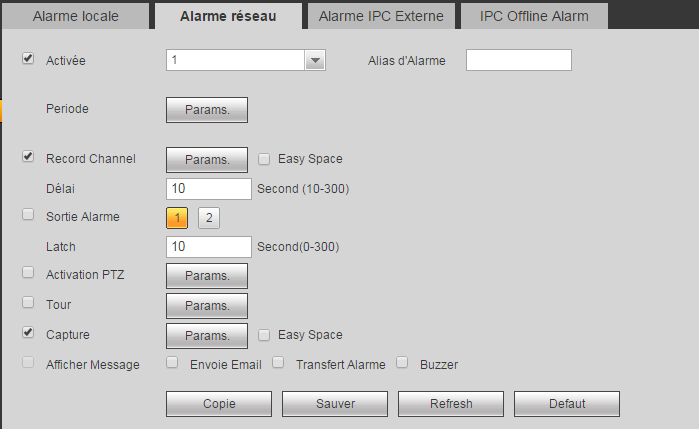 Alarme locale Alarme réseau Alarme IPC Externe IPC Offline Alarm
Activée 1 Alias d'Alarme
Periode Params.
Record Channel Params. Easy Space
Délai 10 Second (10-300)
Sortie Alarme 1 2
Latch 10 Second(0-300)
Activation PTZ Params.
Tour Params.
Capture Params. Easy Space
Afficher Message Envoie Email Transfert Alarme Buzzer
Copie Sauver Refresh Defaut